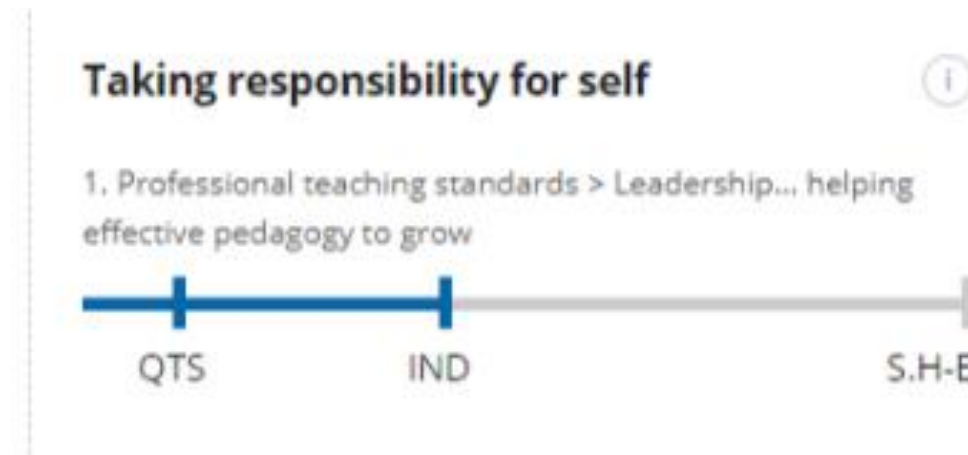 Taking responsibility for self
i
1. Professional teaching standards > Leadership... helping
effective pedagogy to grow
QTS IND S.H-E